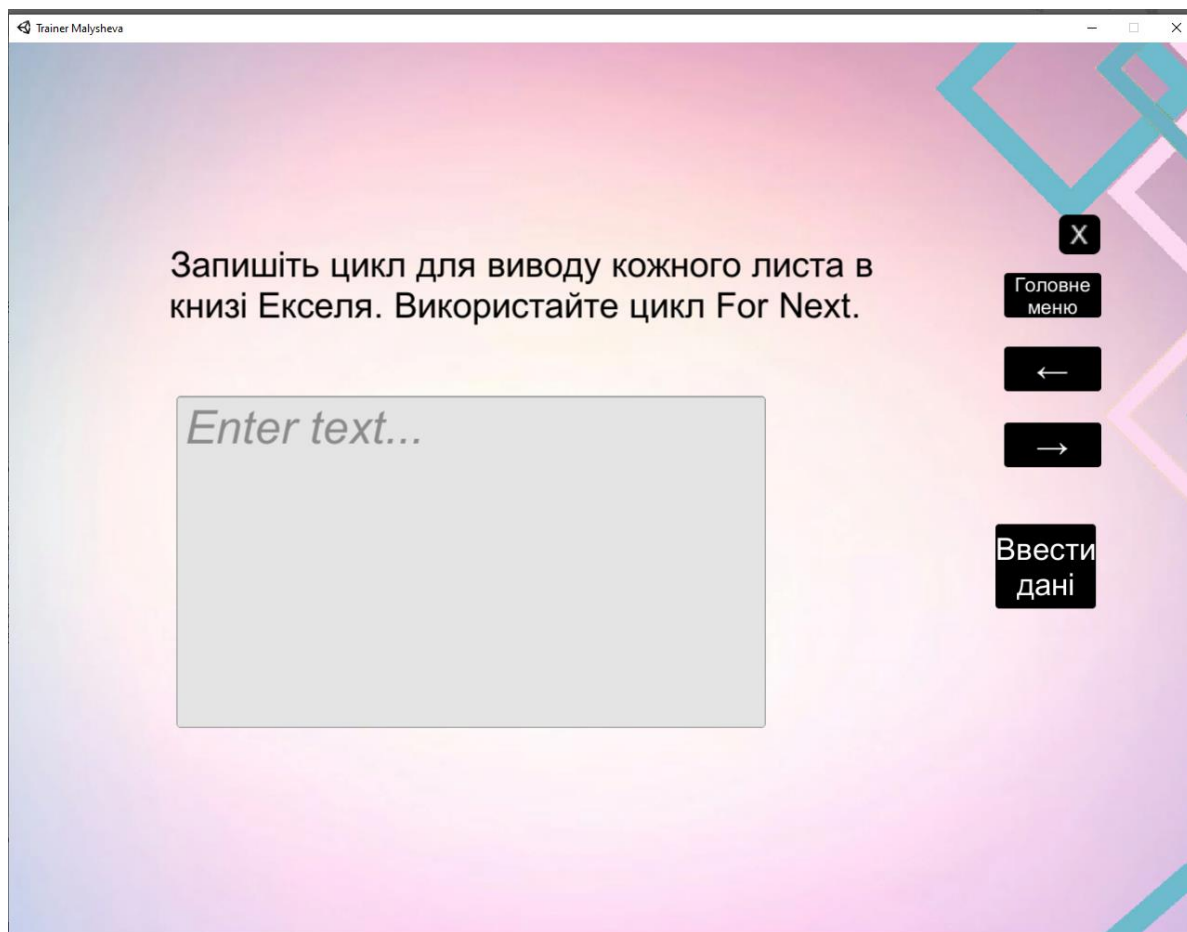 Trainer Malysheva
Запишіть цикл для виводу кожного листа в
книзі Екселя. Використайте цикл For Next.
Enter text...
X
Головне
меню
←
→
Ввести
дані